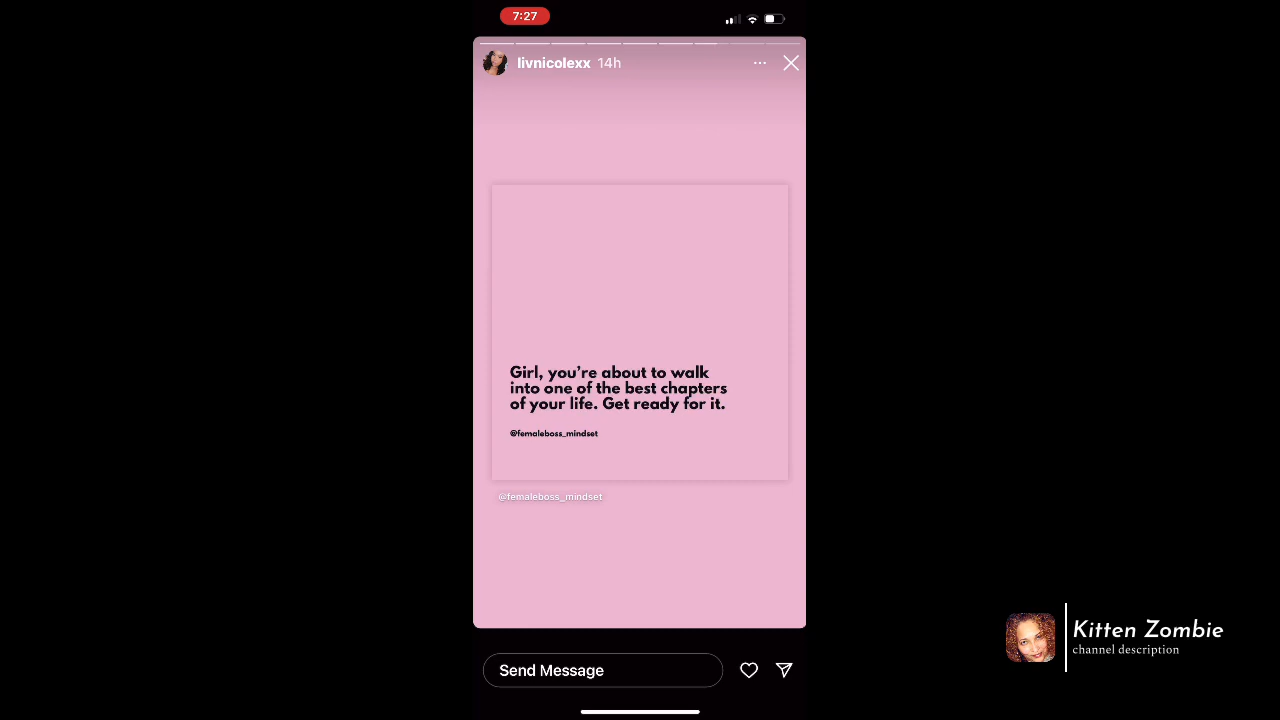 7:27
livnicolexx 14h
Girl, you’re about to walk
into one of the best chapters
of your life. Get ready for it.
@femaleboss_mindset
@femaleboss_mindset
Send Message
Kitten Zombie
channel description